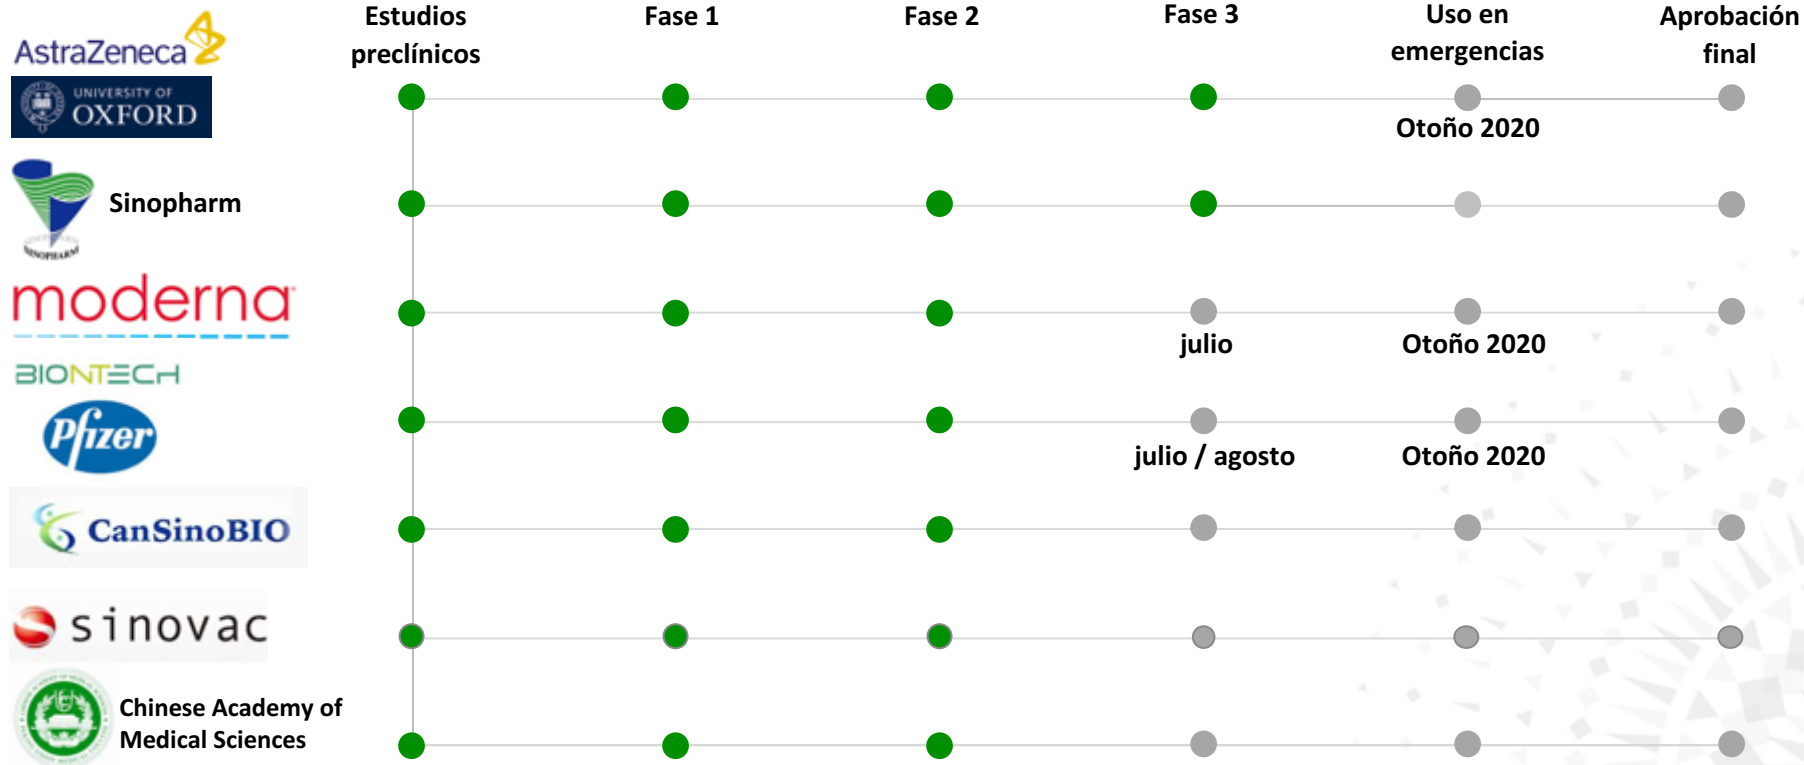 Estudios
preclínicos
Fase 1
Fase 2
Fase 3
Uso en
emergencias
Aprobación
final
AstraZeneca
UNIVERSITY OF
OXFORD
Otoño 2020
Sinopharm
SINOPHARM
moderna
julio
Otoño 2020
BIONTECH
Pfizer
julio / agosto
Otoño 2020
CanSinoBIO
sinovac
Chinese Academy of
Medical Sciences